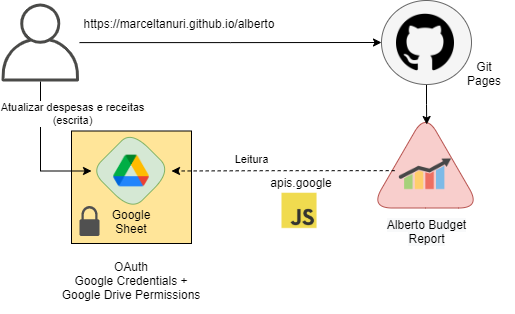 https://marceltanuri.github.io/alberto
Git
Pages
Atualizar despesas e receitas
(escrita)
Leitura
apis.google
JS
Google
Sheet
Alberto Budget
Report
OAuth
Google Credentials +
Google Drive Permissions